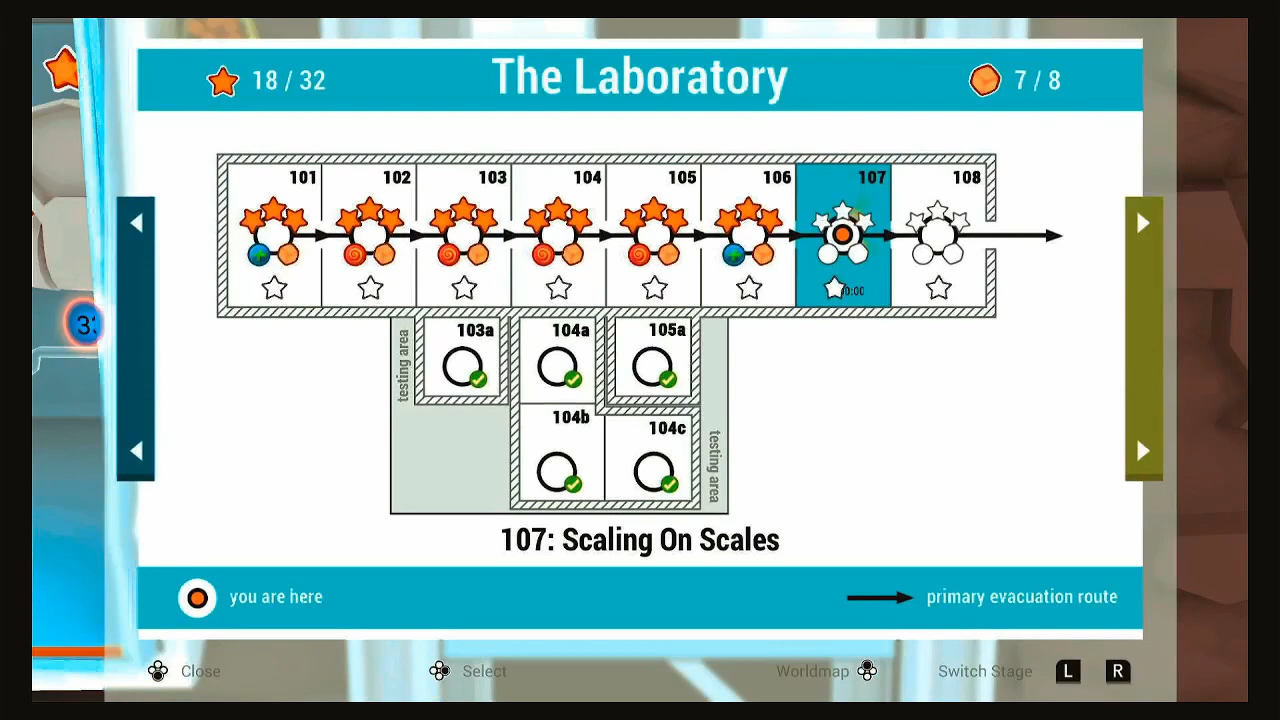 18 / 32
The Laboratory
7 / 8
101
102
103
104
105
106
107
108
testing area
103a
104a
105a
104b
104c
testing area
107: Scaling On Scales
you are here
primary evacuation route
Close
Select
Worldmap
Switch Stage
L
R